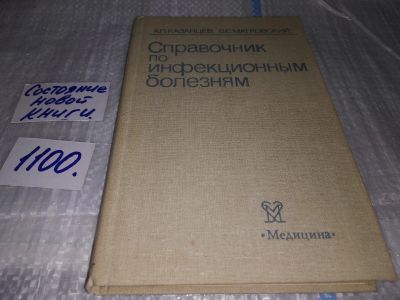 А.П.КАЗАНЦЕВ, В.С.МАТКОВСКИЙ
Справочник
по
инфекционным
болезням
•Медицина•
Состояние
новой
книги.
1100.